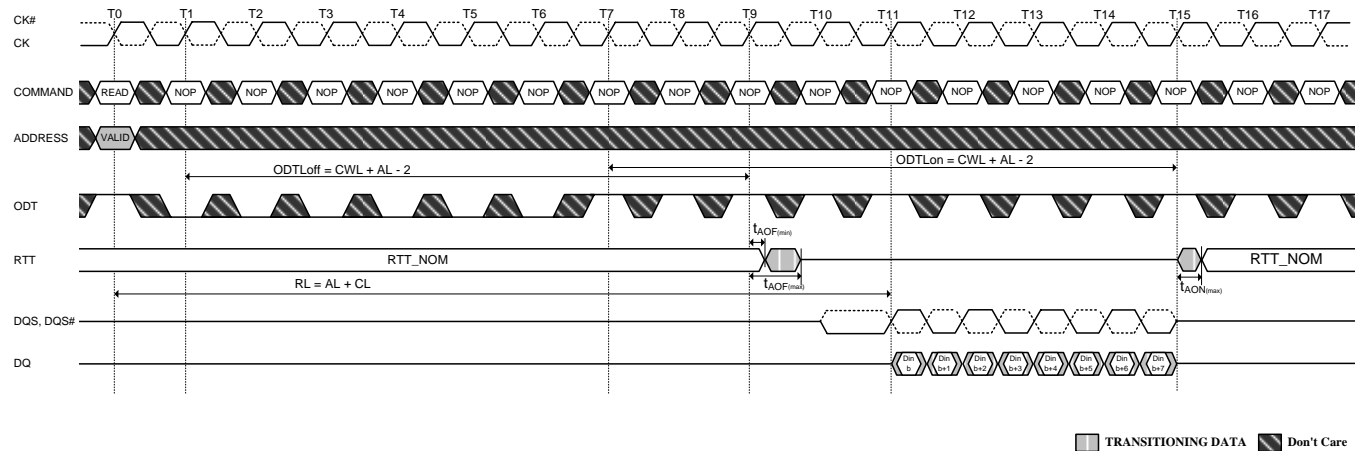 CK#
CK
T0 T1 T2 T3 T4 T5 T6 T7 T8 T9 T10 T11 T12 T13 T14 T15 T16 T17
COMMAND READ NOP NOP NOP NOP NOP NOP NOP NOP NOP NOP NOP NOP NOP NOP NOP NOP NOP
ADDRESS VALID
ODTLoff = CWL + AL - 2
ODTLon = CWL + AL - 2
ODT
tAOF(min)
RTT RTT_NOM RTT_NOM
tAOF(max)
tAON(max)
RL = AL + CL
DQS, DQS#
DQ
Din b
Din b+1
Din b+2
Din b+3
Din b+4
Din b+5
Din b+6
Din b+7
TRANSITIONING DATA
Don't Care